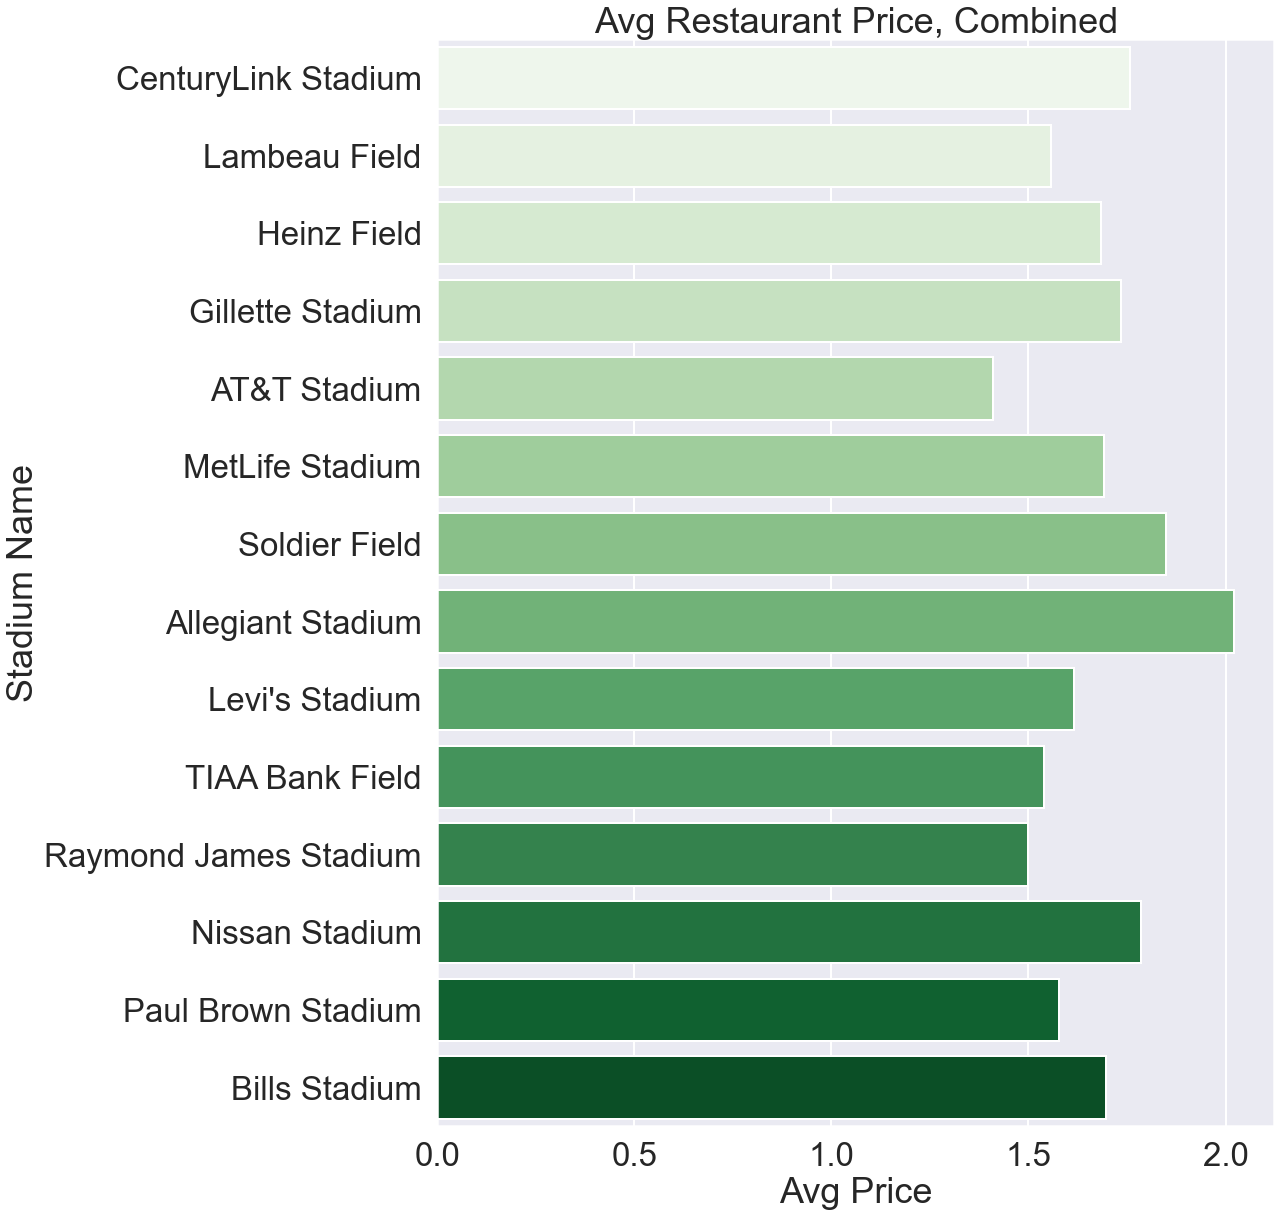 Avg Restaurant Price, Combined
CenturyLink Stadium
Lambeau Field
Heinz Field
Gillette Stadium
AT&T Stadium
MetLife Stadium
Soldier Field
Allegiant Stadium
Levi's Stadium
TIAA Bank Field
Raymond James Stadium
Nissan Stadium
Paul Brown Stadium
Bills Stadium
Stadium Name
0.0 0.5 1.0 1.5 2.0
Avg Price